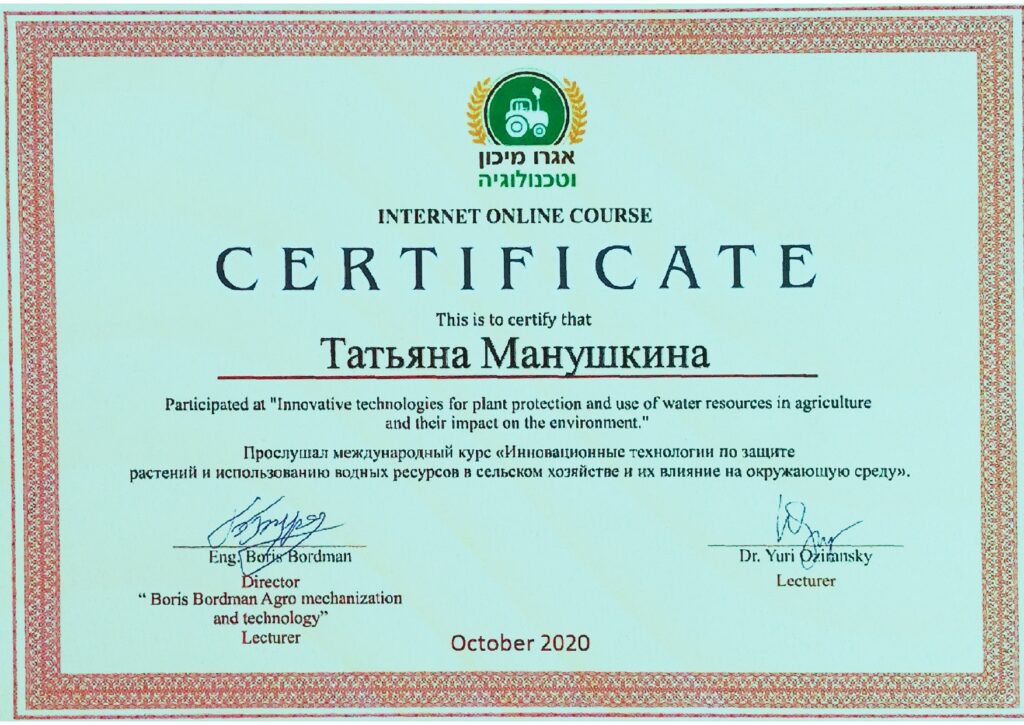 אגרו מיכון
וטכנולוגיה
INTERNET ONLINE COURSE
CERTIFICATE
This is to certify that
Татьяна Манушкина
Participated at "Innovative technologies for plant protection and use of water resources in agriculture
and their impact on the environment."
Прослушал международный курс «Инновационные технологии по защите
растений и использованию водных ресурсов в сельском хозяйстве и их влияние на окружающую среду».
Eng. Boris Bordman
Director
“ Boris Bordman Agro mechanization
and technology”
Lecturer
Dr. Yuri Oziransky
Lecturer
October 2020